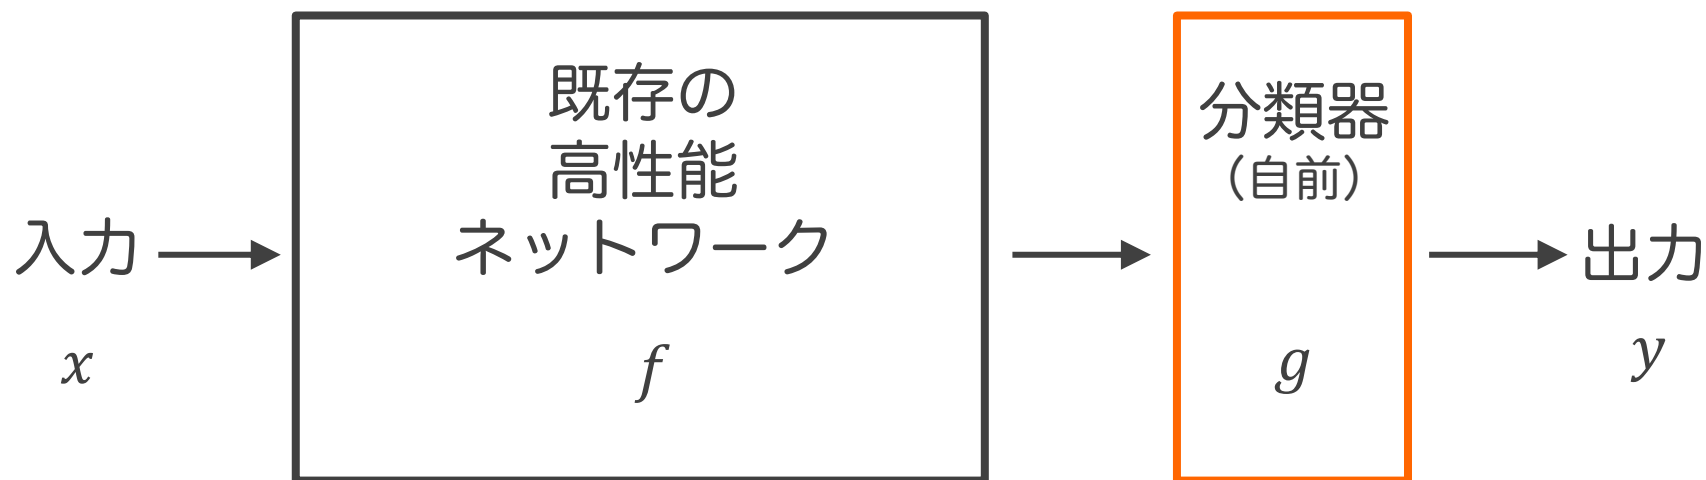 入力
x
既存の
高性能
ネットワーク
f
分類器
（自前）
g
出力
y